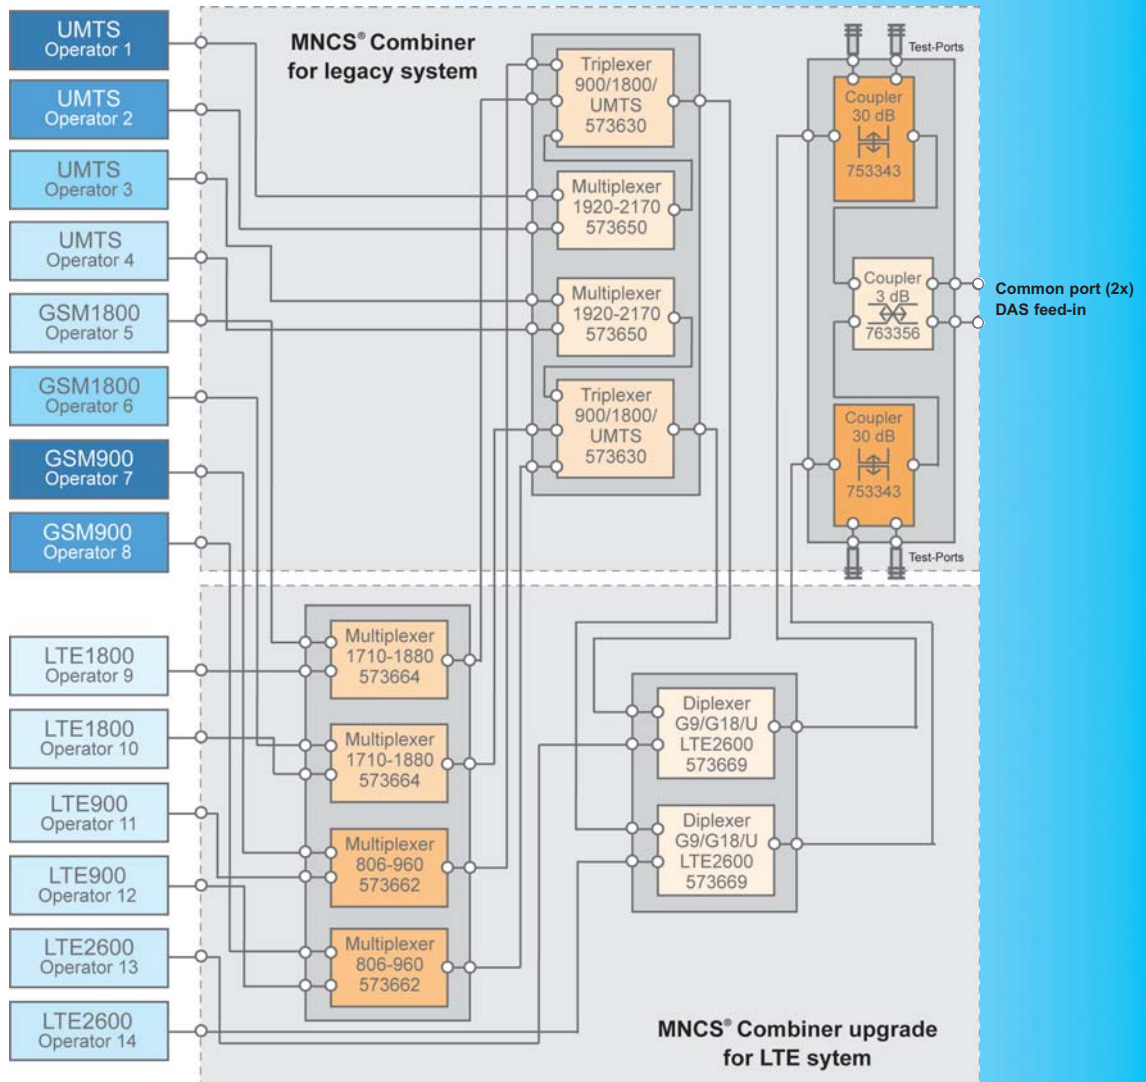 UMTS
Operator 1
UMTS
Operator 2
UMTS
Operator 3
UMTS
Operator 4
GSM1800
Operator 5
GSM1800
Operator 6
GSM900
Operator 7
GSM900
Operator 8
LTE1800
Operator 9
LTE1800
Operator 10
LTE900
Operator 11
LTE900
Operator 12
LTE2600
Operator 13
LTE2600
Operator 14
MNCS® Combiner
for legacy system
Triplexer
900/1800/
UMTS
573630
Multiplexer
1920-2170
573650
Multiplexer
1920-2170
573650
Triplexer
900/1800/
UMTS
573630
Test-Ports
Coupler
30 dB
753343
Coupler
3 dB
763356
Coupler
30 dB
753343
Test-Ports
Common port (2x)
DAS feed-in
Multiplexer
1710-1880
573664
Multiplexer
1710-1880
573664
Multiplexer
806-960
573662
Multiplexer
806-960
573662
Diplexer
G9/G18/U
LTE2600
573669
Diplexer
G9/G18/U
LTE2600
573669
MNCS® Combiner upgrade
for LTE sytem